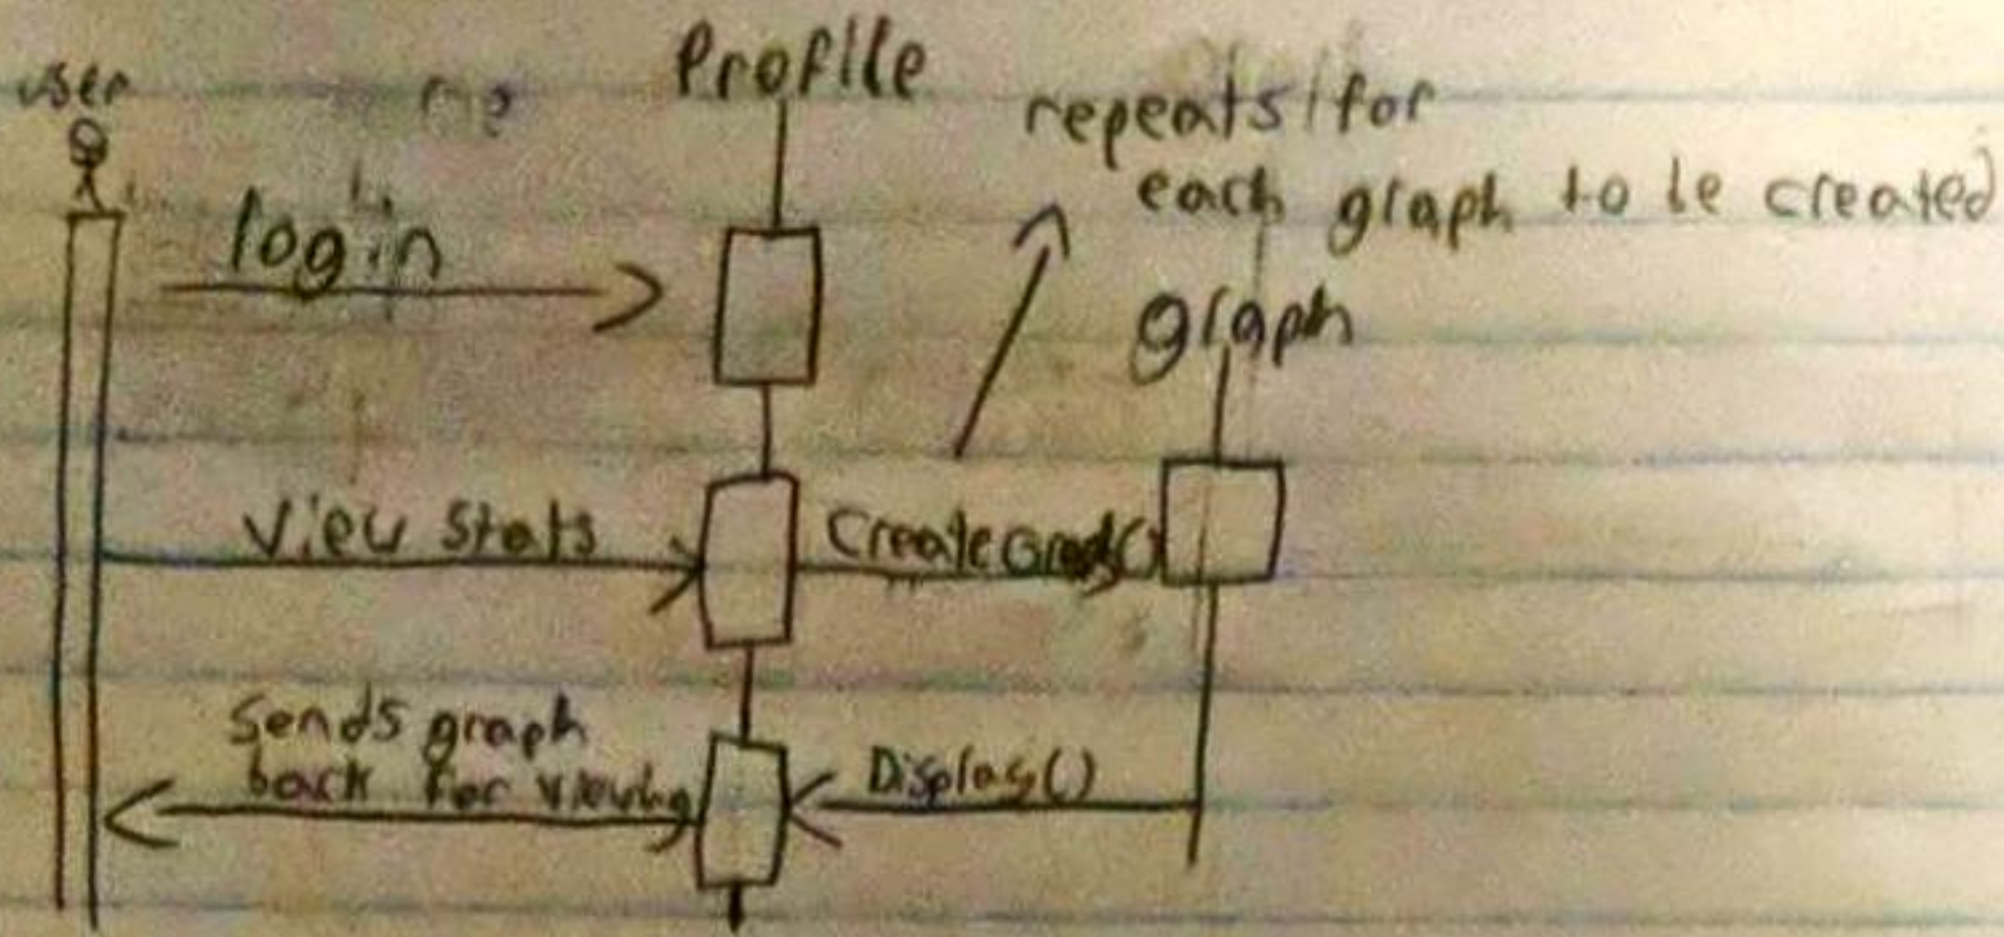 user
Profile
repeats for
each graph to be created
login
graph
View Stats
Sends graph
back for viewing
Display()